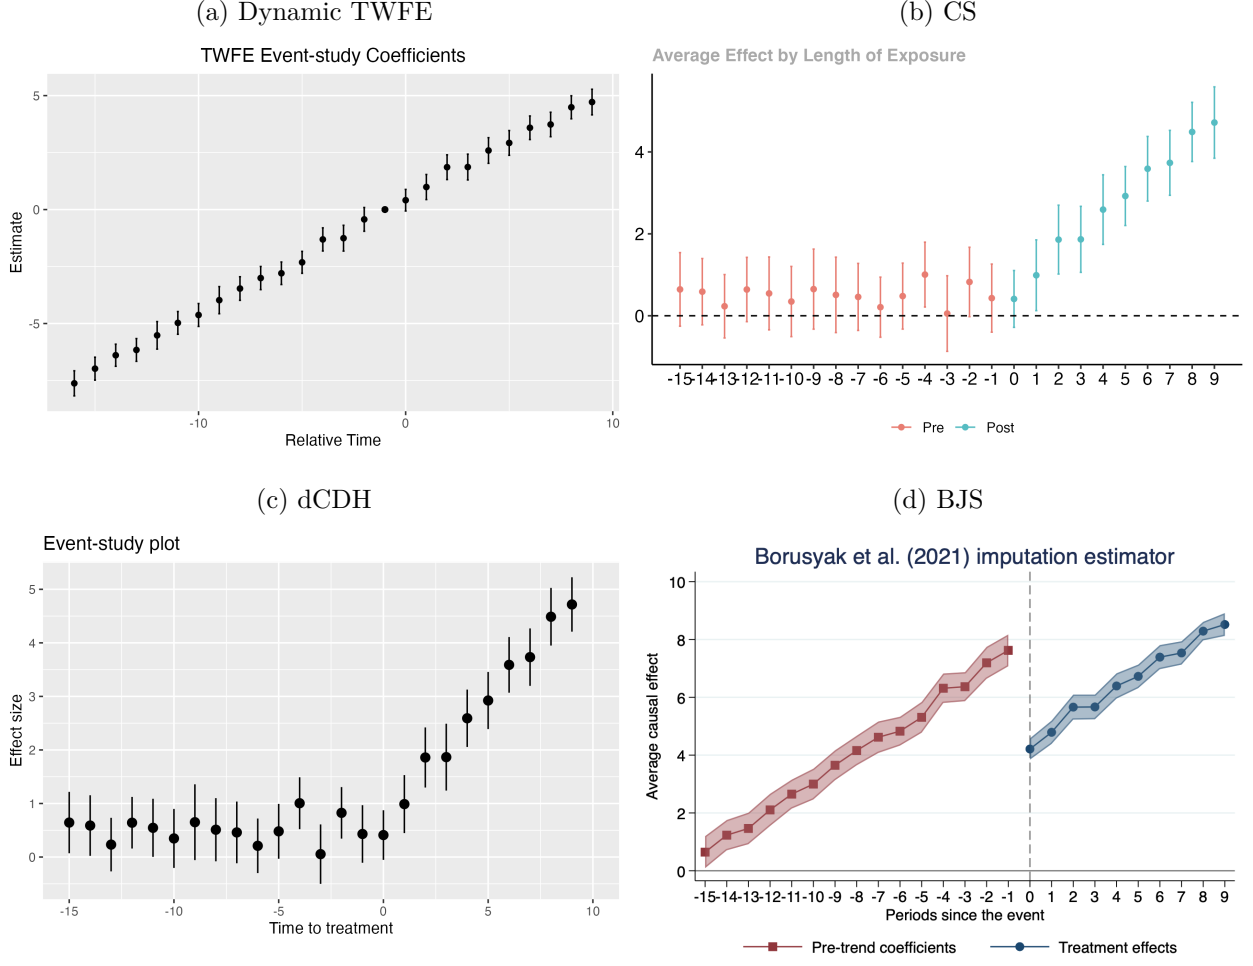 (a) Dynamic TWFE
TWFE Event-study Coefficients
5
0
-5
Estimate
-10 0 10
Relative Time
(b) CS
Average Effect by Length of Exposure
4
2
0
-15 -14 -13 -12 -11 -10 -9 -8 -7 -6 -5 -4 -3 -2 -1 0 1 2 3 4 5 6 7 8 9
Pre Post
(c) dCDH
Event-study plot
5
4
3
2
1
0
Effect size
-15 -10 -5 0 5 10
Time to treatment
(d) BJS
Borusyak et al. (2021) imputation estimator
10
8
6
4
2
0
Average causal effect
-15 -14 -13 -12 -11 -10 -9 -8 -7 -6 -5 -4 -3 -2 -1 0 1 2 3 4 5 6 7 8 9
Periods since the event
Pre-trend coefficients Treatment effects